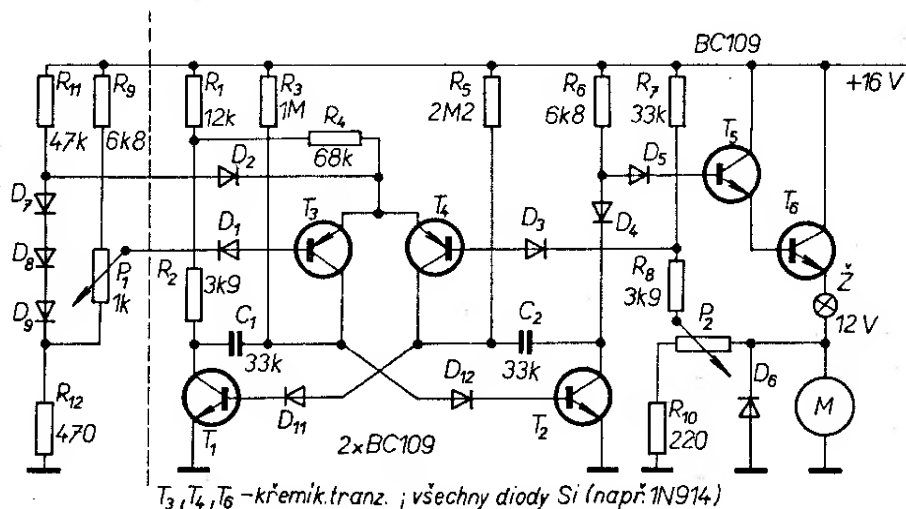 BC109
+16 V
R11
47k
R9
6k8
R1
12k
R3
1M
R4
68k
R5
2M2
R6
6k8
R7
33k
T5
D2
D5
D7
T3
T4
T6
D1
D3
D4
D8
P1
1k
R2
3k9
R8
3k9
Ž
12 V
D9
C1
33k
C2
33k
P2
D12
D6
M
R12
470
D11
T1
2xBC109
T2
R10
220
T3, T4, T6 - křemík. tranz. ; všechny diody Si (např. 1N914)